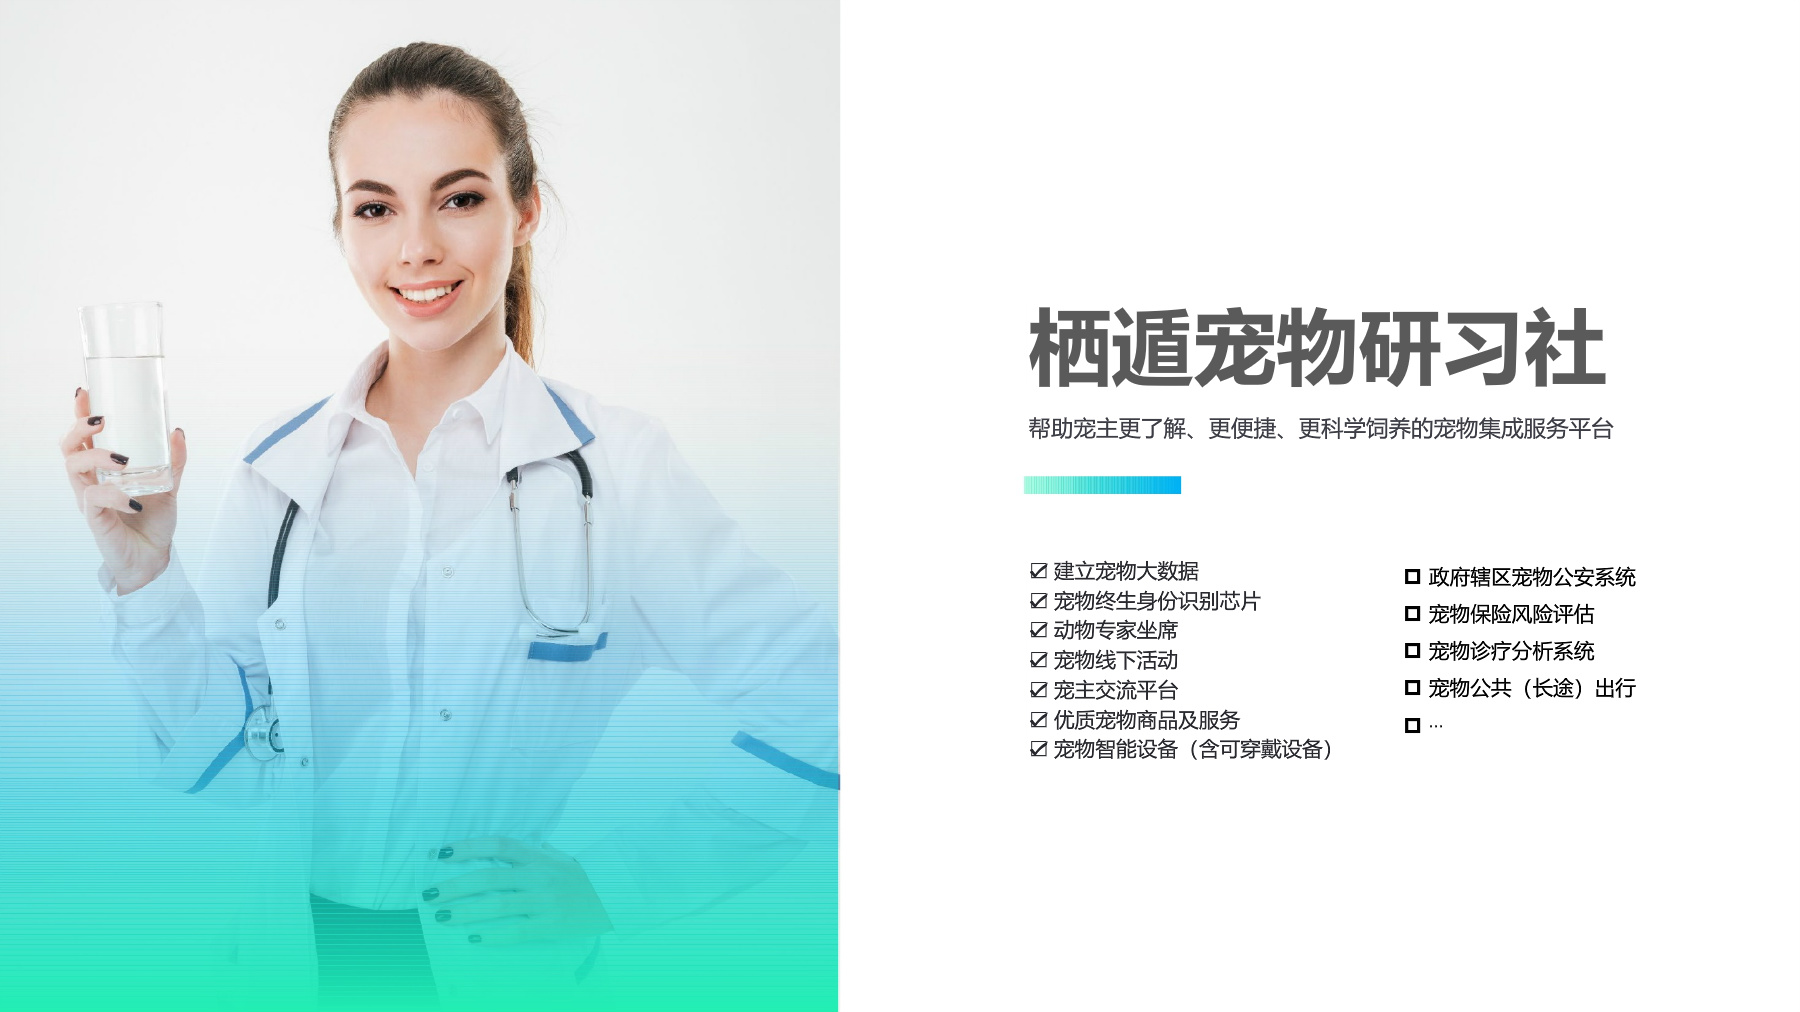 栖遁宠物研习社
帮助宠主更了解、更便捷、更科学饲养的宠物集成服务平台
建立宠物大数据
宠物终生身份识别芯片
动物专家坐席
宠物线下活动
宠主交流平台
优质宠物商品及服务
宠物智能设备（含可穿戴设备）
政府辖区宠物公安系统
宠物保险风险评估
宠物诊疗分析系统
宠物公共（长途）出行
...